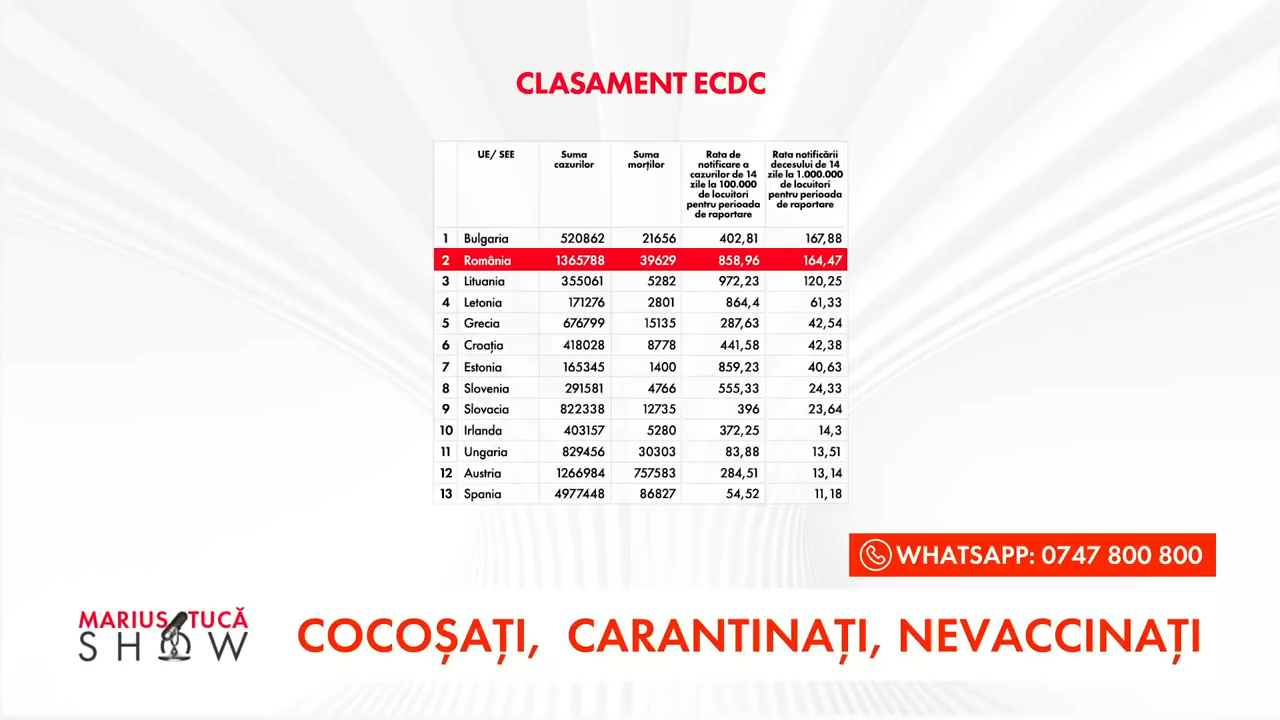 CLASAMENT ECDC
UE/ SEE Suma cazurilor Suma morților Rata de notificare a cazurilor de 14 zile la 100.000 de locuitori pentru perioada de raportare Rata notificării decesului de 14 zile la 1.000.000 de locuitori pentru perioada de raportare
1 Bulgaria 520862 21656 402,81 167,88
2 România 1365788 39629 858,96 164,47
3 Lituania 355061 5282 972,23 120,25
4 Letonia 171276 2801 864,4 61,33
5 Grecia 676799 15135 287,63 42,54
6 Croația 418028 8778 441,58 42,38
7 Estonia 165345 1400 859,23 40,63
8 Slovenia 291581 4766 555,33 24,33
9 Slovacia 822338 12735 396 23,64
10 Irlanda 403157 5280 372,25 14,3
11 Ungaria 829456 30303 83,88 13,51
12 Austria 1266984 757583 284,51 13,14
13 Spania 4977448 86827 54,52 11,18
WHATSAPP: 0747 800 800
MARIUS TUCĂ
SHOW
COCOȘAȚI, CARANTINAȚI, NEVACCINAȚI